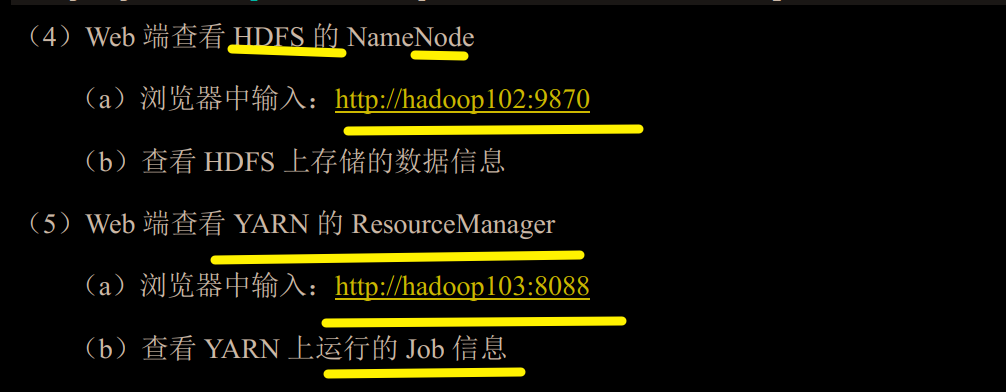 （4）Web 端查看 HDFS 的 NameNode
（a）浏览器中输入：http://hadoop102:9870
（b）查看 HDFS 上存储的数据信息
（5）Web 端查看 YARN 的 ResourceManager
（a）浏览器中输入：http://hadoop103:8088
（b）查看 YARN 上运行的 Job 信息